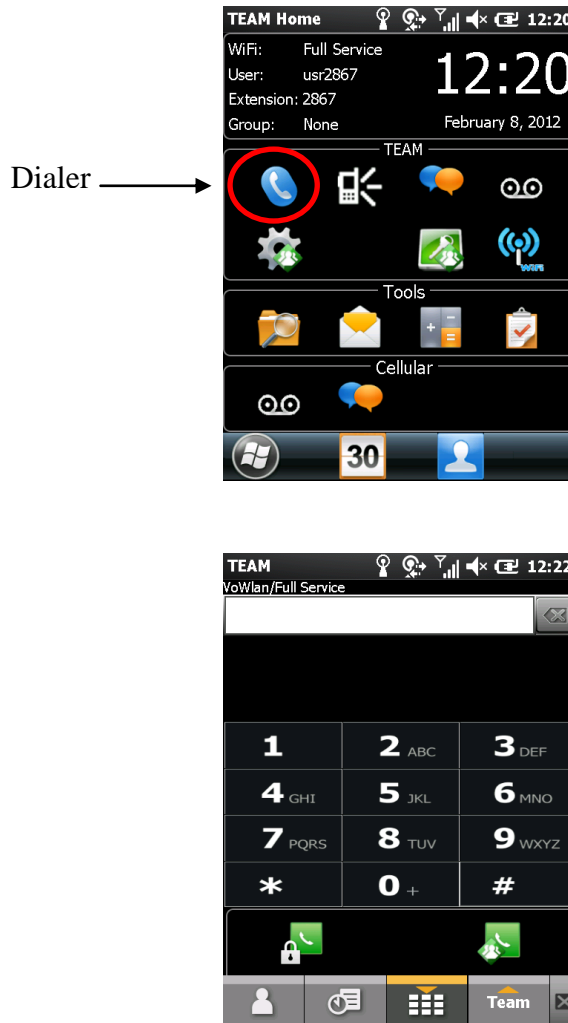 TEAM Home 12:20
WiFi: Full Service
User: usr2867
Extension: 2867
Group: None
12:20
February 8, 2012
Dialer
TEAM
WiFi
Tools
Cellular
30
TEAM 12:22
VoWlan/Full Service
1 2 ABC 3 DEF
4 GHI 5 JKL 6 MNO
7 PQRS 8 TUV 9 WXYZ
* 0 + #
Team